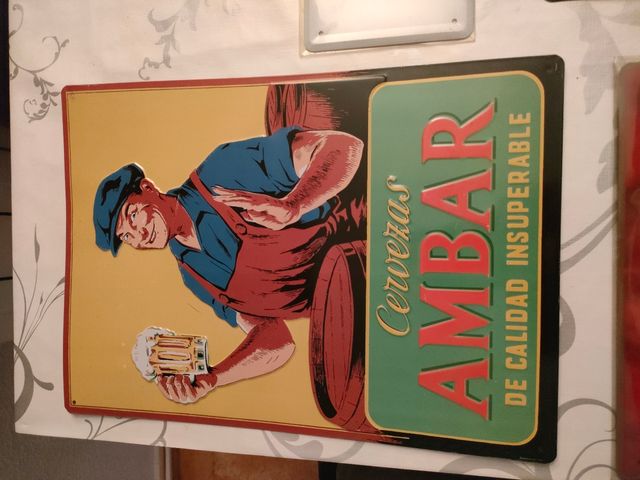 Cervezas
AMBAR
DE CALIDAD INSUPERABLE